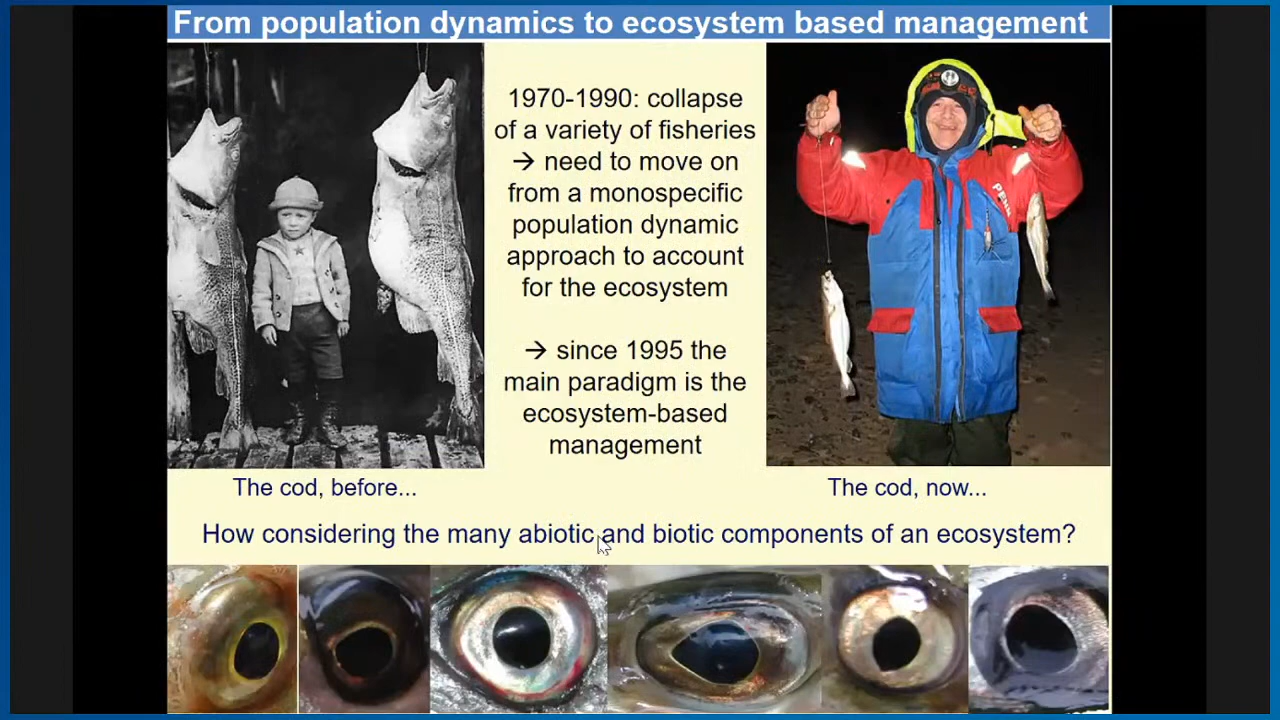 From population dynamics to ecosystem based management
1970-1990: collapse
of a variety of fisheries
→ need to move on
from a monospecific
population dynamic
approach to account
for the ecosystem
→ since 1995 the
main paradigm is the
ecosystem-based
management
PENN
The cod, before...
The cod, now...
How considering the many abiotic and biotic components of an ecosystem?